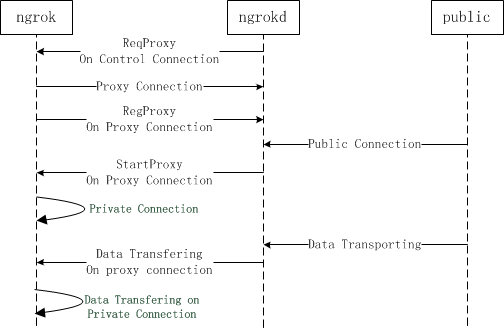 ngrok
ngrokd
public
ReqProxy
On Control Connection
Proxy Connection
RegProxy
On Proxy Connection
Public Connection
StartProxy
On Proxy Connection
Private Connection
Data Transporting
Data Transfering
On proxy connection
Data Transfering on
Private Connection